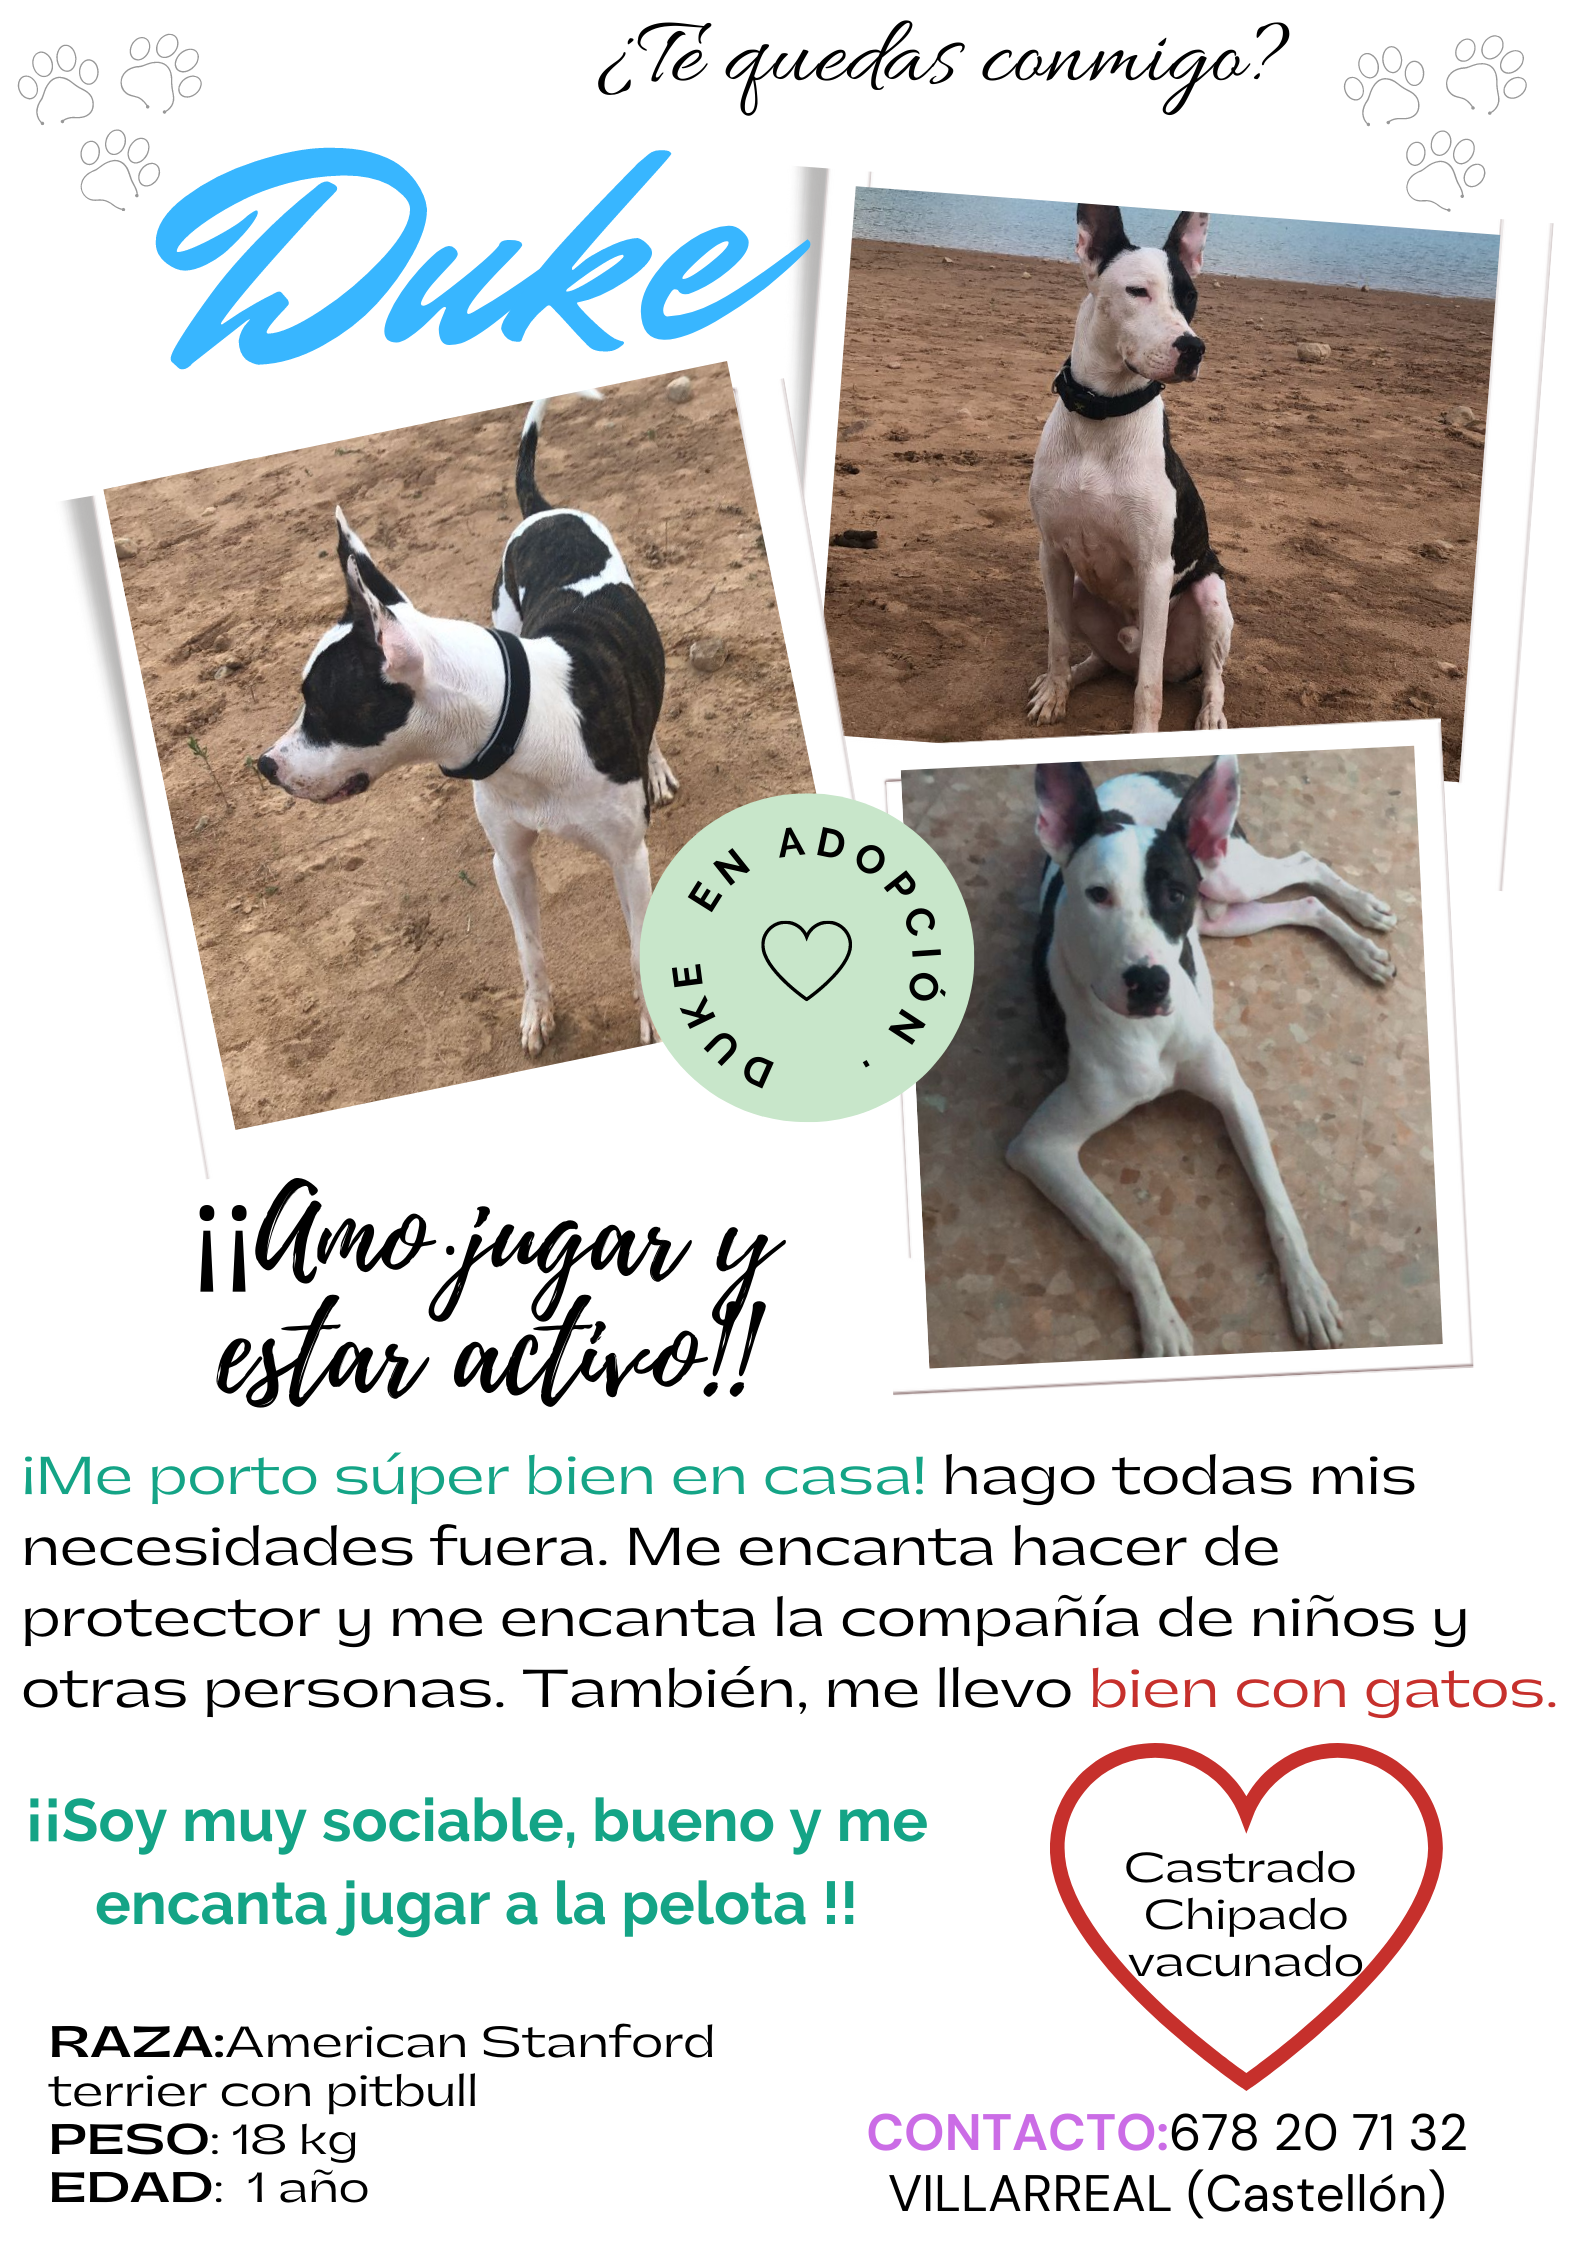 ¿Te quedas conmigo?
Duke
DUKE EN ADOPCIÓN ·
¡¡Amo jugar y
estar activo!!
¡Me porto súper bien en casa! hago todas mis
necesidades fuera. Me encanta hacer de
protector y me encanta la compañía de niños y
otras personas. También, me llevo bien con gatos.
¡¡Soy muy sociable, bueno y me
encanta jugar a la pelota !!
Castrado
Chipado
vacunado
RAZA:American Stanford
terrier con pitbull
PESO: 18 kg
EDAD: 1 año
CONTACTO:678 20 71 32
VILLARREAL (Castellón)